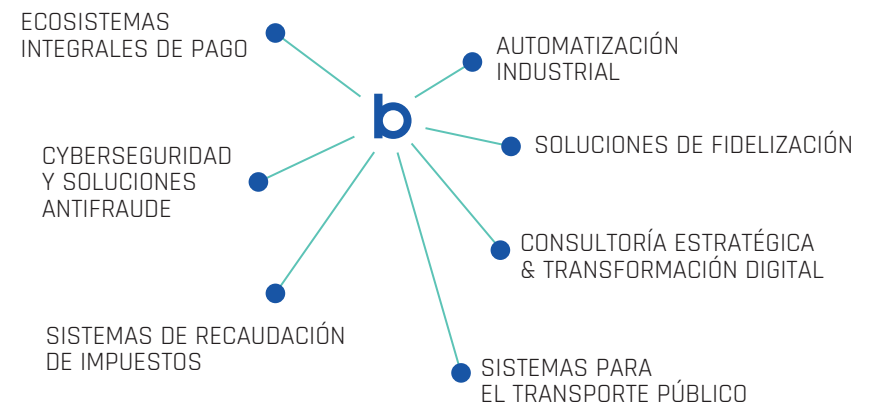 ECOSISTEMAS
INTEGRALES DE PAGO
AUTOMATIZACIÓN
INDUSTRIAL
b
SOLUCIONES DE FIDELIZACIÓN
CYBERSEGURIDAD
Y SOLUCIONES
ANTIFRAUDE
CONSULTORÍA ESTRATÉGICA
& TRANSFORMACIÓN DIGITAL
SISTEMAS DE RECAUDACIÓN
DE IMPUESTOS
SISTEMAS PARA
EL TRANSPORTE PÚBLICO